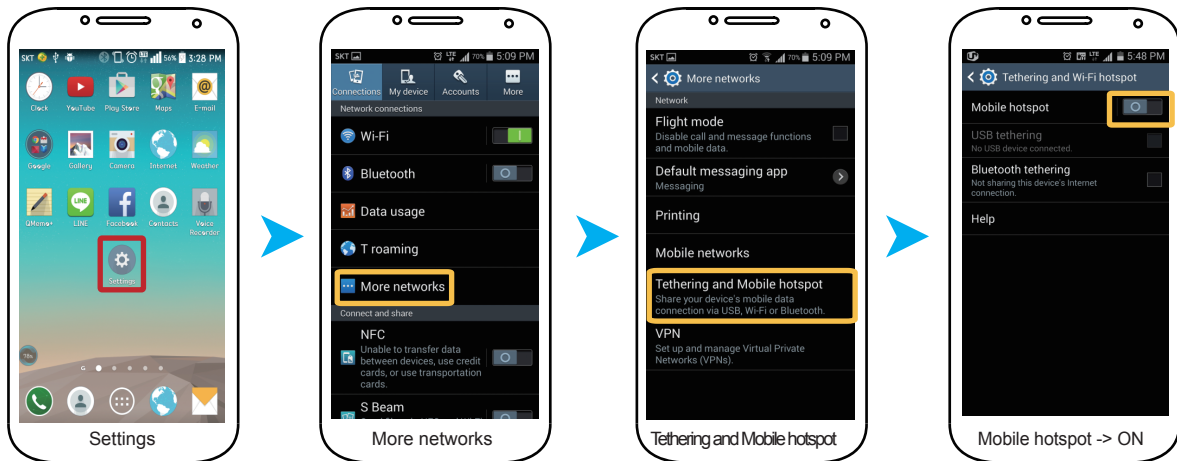 SKT 56% 3:28 PM
Clock YouTube Play Store Maps E-mail
Google Gallery Camera Internet Weather
QMemo+ LINE Facebook Contacts Voice Recorder
Settings
78%
Settings
SKT LTE 70% 5:09 PM
Connections My device Accounts More
Network connections
Wi-Fi
Bluetooth
Data usage
T roaming
More networks
Connect and share
NFC
Unable to transfer data
between devices, use credit
cards, or use transportation
cards.
S Beam
More networks
SKT 70% 5:09 PM
More networks
Network
Flight mode
Disable call and message functions
and mobile data.
Default messaging app
Messaging
Printing
Mobile networks
Tethering and Mobile hotspot
Share your device's mobile data
connection via USB, Wi-Fi or Bluetooth.
VPN
Set up and manage Virtual Private
Networks (VPNs).
Tethering and Mobile hotspot
LTE 5:48 PM
Tethering and Wi-Fi hotspot
Mobile hotspot
USB tethering
No USB device connected.
Bluetooth tethering
Not sharing this device's Internet
connection.
Help
Mobile hotspot -> ON